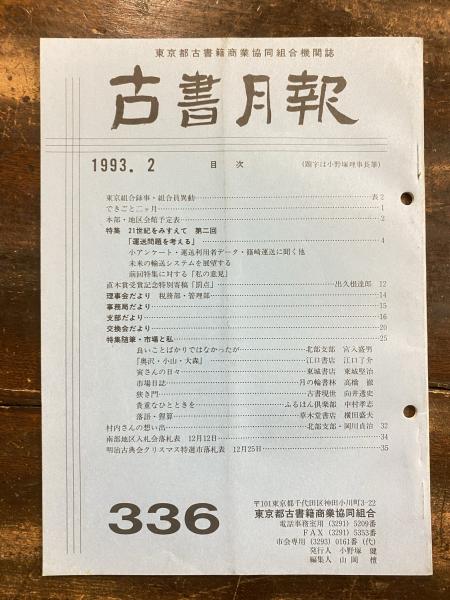 東京都古書籍商業協同組合機関誌
古書月報
1993. 2 目次 (題字は小野塚理事長筆)
東京組合録事・組合員異動 表2
できごと二ヶ月 1
本部・地区会館予定表 2
特集 21世紀をみすえて 第二回
「運送問題を考える」 4
小アンケート・運送利用者データ・篠崎運送に聞く他
未来の輸送システムを展望する
前回特集に対する「私の意見」
直木賞受賞記念特別寄稿「罰点」 出久根達郎 12
理事会だより 税務部・管理部 14
事務局だより 15
支部だより 16
交換会だより 20
特集随筆・市場と私 25
良いことばかりではなかったが 北部支部 宮入盛明
「奥沢・小山・大森」 江口書店 江口了介
寅さんの日々 東城書店 東城堅治
市場日誌 月の輪書林 高橋徹
狭き門 古書現世 向井透史
貴重なひとときを ふるほん倶楽部 中村孝志
落語・習算 草木堂書店 横田盛夫
村内さんの想い出 北部支部・岡川貞治 32
南部地区入札会落札表 12月12日 34
明治古典会クリスマス特選市落札表 12月25日 35
336
〒101東京都千代田区神田小川町3-22
東京都古書籍商業協同組合
電話事務室用 (3291) 5209番
FAX (3291) 5353番
市会専用 (3293) 0161番 (代)
発行人 小野塚 健
編集人 山岡 檀